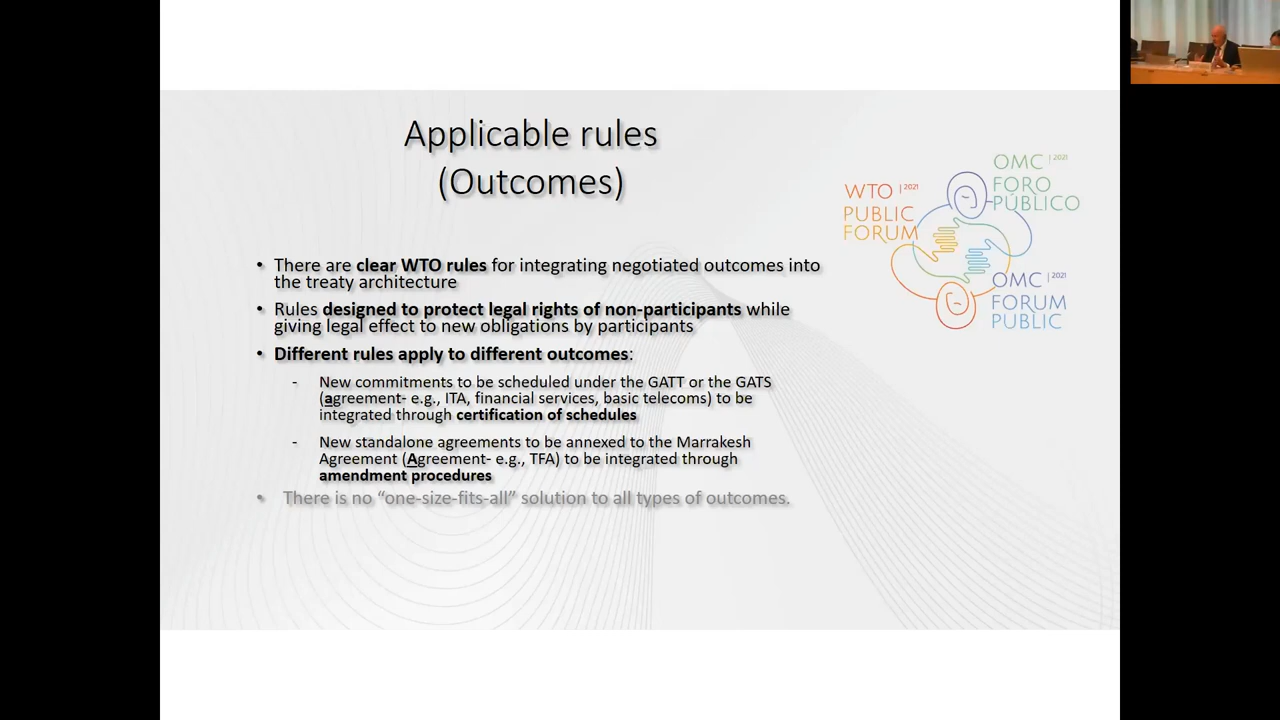 Applicable rules
(Outcomes)
• There are clear WTO rules for integrating negotiated outcomes into
the treaty architecture
• Rules designed to protect legal rights of non-participants while
giving legal effect to new obligations by participants
• Different rules apply to different outcomes:
- New commitments to be scheduled under the GATT or the GATS
(agreement- e.g., ITA, financial services, basic telecoms) to be
integrated through certification of schedules
- New standalone agreements to be annexed to the Marrakesh
Agreement (Agreement- e.g., TFA) to be integrated through
amendment procedures
• There is no “one-size-fits-all” solution to all types of outcomes.
OMC | 2021
FORO
PÚBLICO
WTO | 2021
PUBLIC
FORUM
OMC | 2021
FORUM
PUBLIC